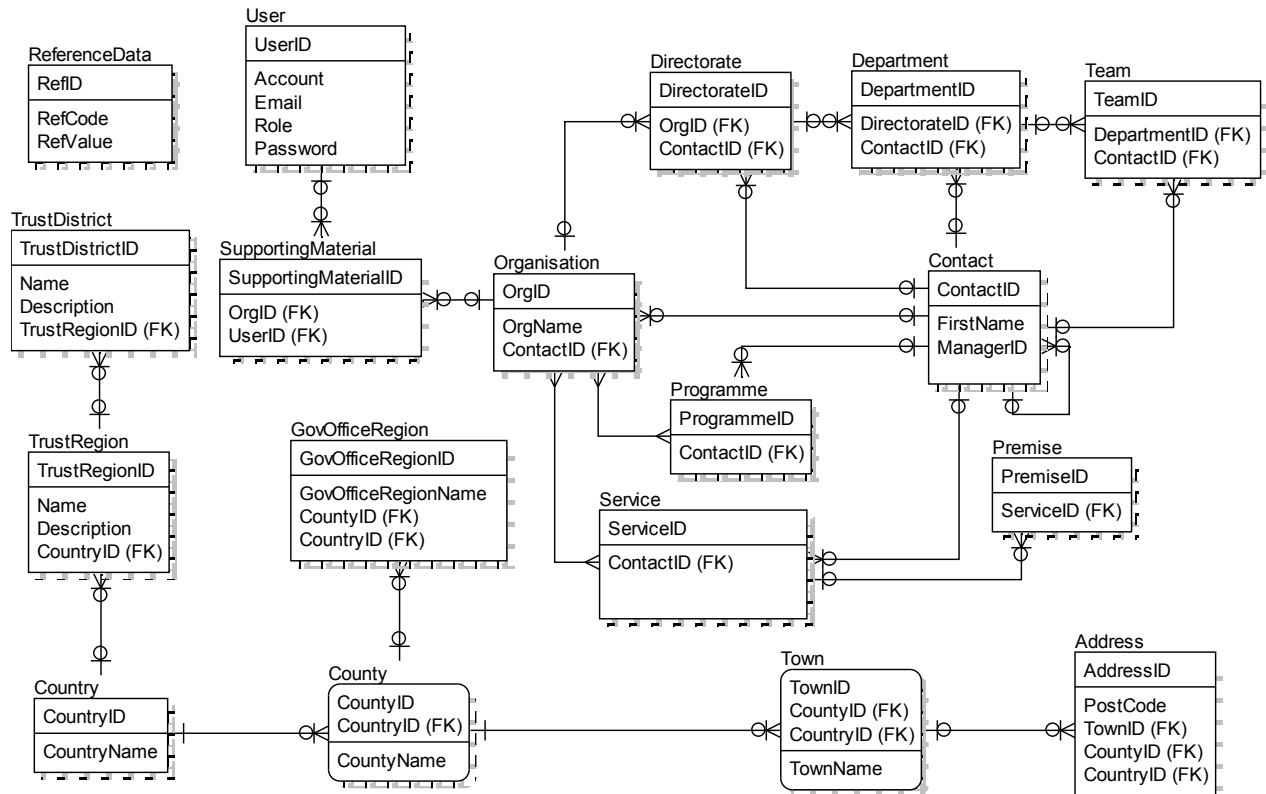 ReferenceData
RefID
RefCode
RefValue
User
UserID
Account
Email
Role
Password
Directorate
DirectorateID
OrgID (FK)
ContactID (FK)
Department
DepartmentID
DirectorateID (FK)
ContactID (FK)
Team
TeamID
DepartmentID (FK)
ContactID (FK)
TrustDistrict
TrustDistrictID
Name
Description
TrustRegionID (FK)
SupportingMaterial
SupportingMaterialID
OrgID (FK)
UserID (FK)
Organisation
OrgID
OrgName
ContactID (FK)
Contact
ContactID
FirstName
ManagerID
Programme
ProgrammeID
ContactID (FK)
TrustRegion
TrustRegionID
Name
Description
CountryID (FK)
GovOfficeRegion
GovOfficeRegionID
GovOfficeRegionName
CountyID (FK)
CountryID (FK)
Service
ServiceID
ContactID (FK)
Premise
PremiseID
ServiceID (FK)
Country
CountryID
CountryName
County
CountyID
CountryID (FK)
CountyName
Town
TownID
CountyID (FK)
CountryID (FK)
TownName
Address
AddressID
PostCode
TownID (FK)
CountyID (FK)
CountryID (FK)